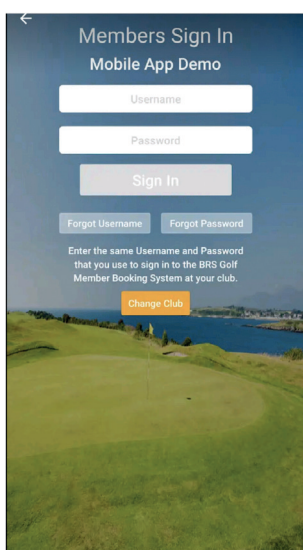 Members Sign In
Mobile App Demo
Username
Password
Sign In
Forgot Username Forgot Password
Enter the same Username and Password
that you use to sign in to the BRS Golf
Member Booking System at your club.
Change Club